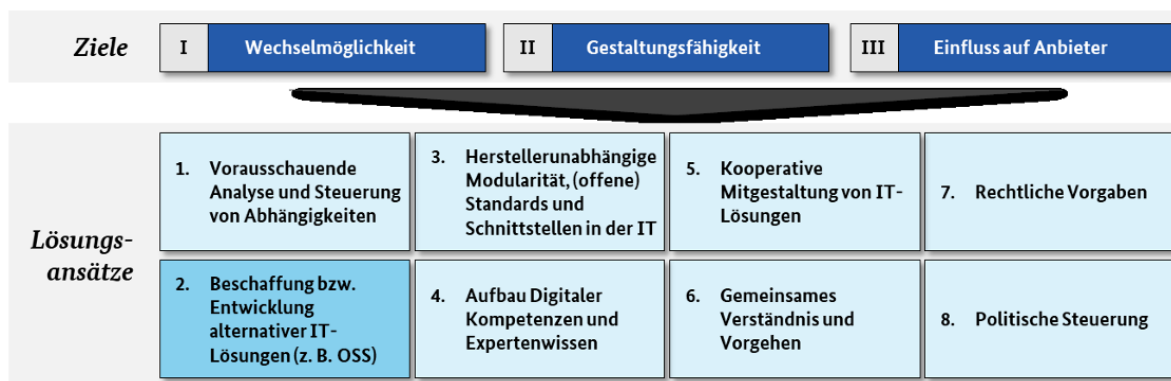 Ziele
I
Wechselmöglichkeit
II
Gestaltungsfähigkeit
III
Einfluss auf Anbieter
Lösungs-
ansätze
1. Vorausschauende
Analyse und Steuerung
von Abhängigkeiten
3. Herstellerunabhängige
Modularität, (offene)
Standards und
Schnittstellen in der IT
5. Kooperative
Mitgestaltung von IT-
Lösungen
7. Rechtliche Vorgaben
2. Beschaffung bzw.
Entwicklung
alternativer IT-
Lösungen (z. B. OSS)
4. Aufbau Digitaler
Kompetenzen und
Expertenwissen
6. Gemeinsames
Verständnis und
Vorgehen
8. Politische Steuerung